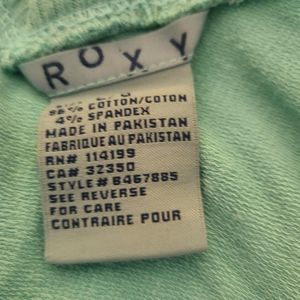 ROXY
96% COTTON/COTON
4% SPANDEX
MADE IN PAKISTAN
FABRIQUE AU PAKISTAN
RN# 114199
CA# 32350
STYLE# B467885
SEE REVERSE
FOR CARE
CONTRAIRE POUR